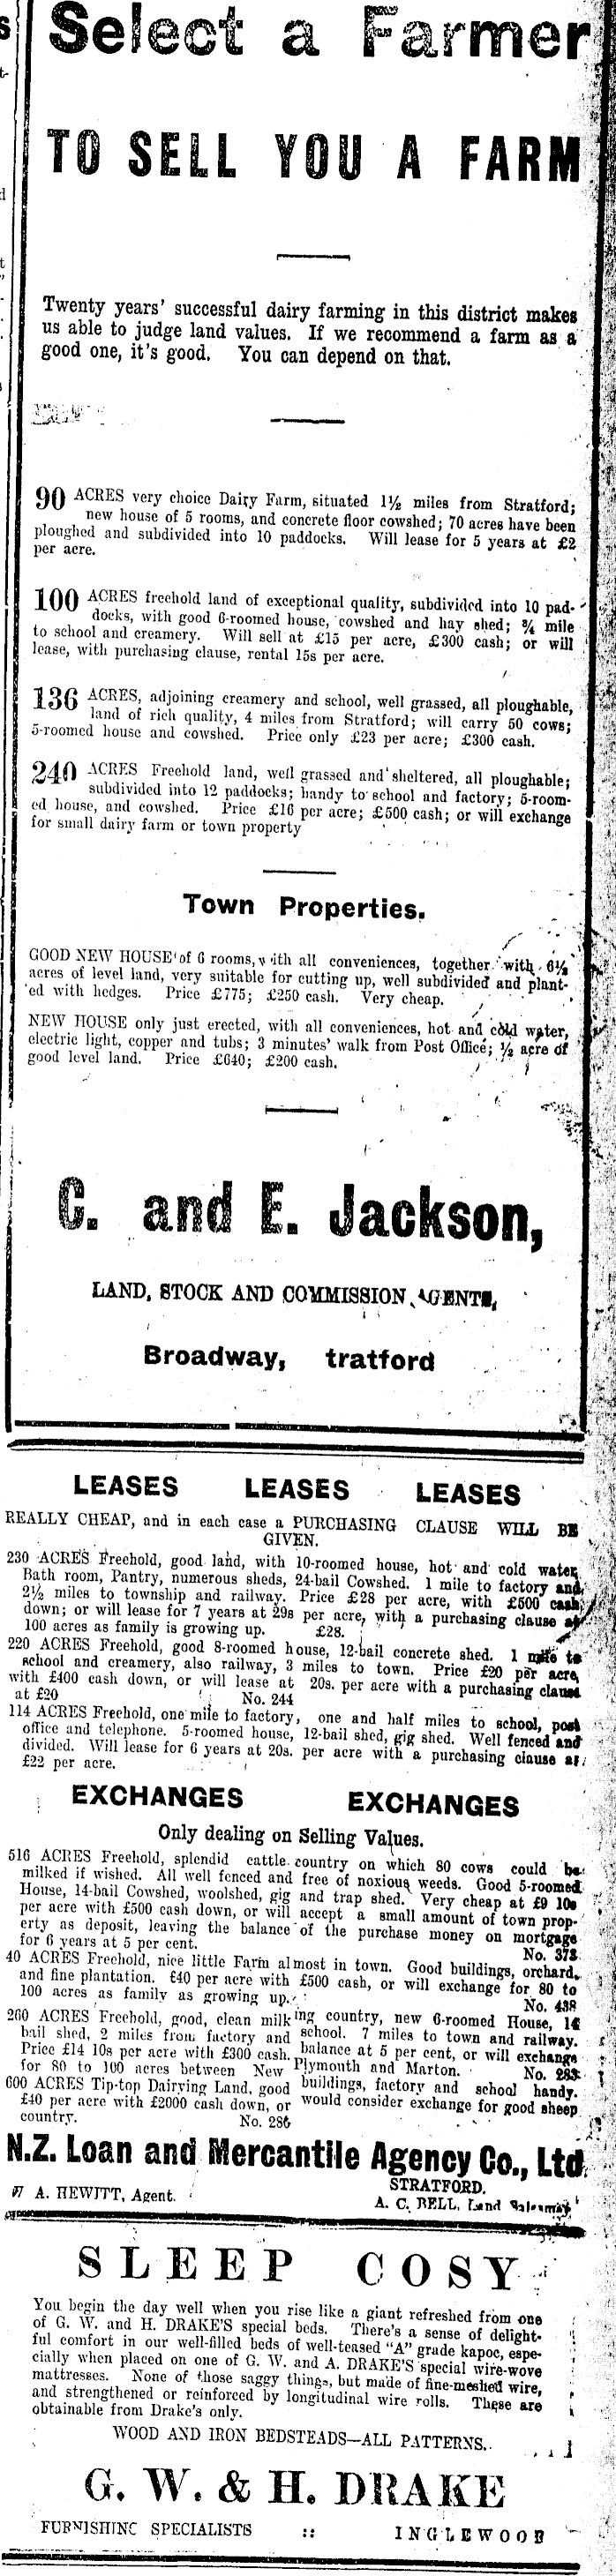 Select a Farmer
TO SELL YOU A FARM
Twenty years' successful dairy farming in this district makes
us able to judge land values. If we recommend a farm as a
good one, it's good. You can depend on that.
90 ACRES very choice Dairy Farm, situated 1½ miles from Stratford;
new house of 5 rooms, and concrete floor cowshed; 70 acres have been
ploughed and subdivided into 10 paddocks. Will lease for 5 years at £2
per acre.
100 ACRES freehold land of exceptional quality, subdivided into 10 pad-
docks, with good 6-roomed house, cowshed and hay shed; ¾ mile
to school and creamery. Will sell at £15 per acre, £300 cash; or will
lease, with purchasing clause, rental 15s per acre.
136 ACRES, adjoining creamery and school, well grassed, all ploughable,
land of rich quality, 4 miles from Stratford; will carry 50 cows;
5-roomed house and cowshed. Price only £23 per acre; £300 cash.
240 ACRES Freehold land, well grassed and sheltered, all ploughable;
subdivided into 12 paddocks; handy to school and factory; 5-room-
ed house, and cowshed. Price £16 per acre; £500 cash; or will exchange
for small dairy farm or town property
Town Properties.
GOOD NEW HOUSE of 6 rooms, with all conveniences, together with 6½
acres of level land, very suitable for cutting up, well subdivided and plant-
ed with hedges. Price £775; £250 cash. Very cheap.
NEW HOUSE only just erected, with all conveniences, hot and cold water,
electric light, copper and tubs; 3 minutes' walk from Post Office; ½ acre of
good level land. Price £640; £200 cash.
C. and E. Jackson,
LAND, STOCK AND COMMISSION AGENTS,
Broadway, tratford
LEASES LEASES LEASES
REALLY CHEAP, and in each case a PURCHASING CLAUSE WILL BE
GIVEN.
230 ACRES Freehold, good land, with 10-roomed house, hot and cold water,
Bath room, Pantry, numerous sheds, 24-bail Cowshed. 1 mile to factory and
2½ miles to township and railway. Price £28 per acre, with £500 cash
down; or will lease for 7 years at 29s per acre, with a purchasing clause at
100 acres as family is growing up. £28.
220 ACRES Freehold, good 8-roomed house, 12-bail concrete shed. 1 mile to
school and creamery, also railway, 3 miles to town. Price £20 per acre,
with £400 cash down, or will lease at 20s. per acre with a purchasing clause
at £20 No. 244
114 ACRES Freehold, one mile to factory, one and half miles to school, post
office and telephone. 5-roomed house, 12-bail shed, gig shed. Well fenced and
divided. Will lease for 6 years at 20s. per acre with a purchasing clause at
£22 per acre.
EXCHANGES EXCHANGES
Only dealing on Selling Values.
516 ACRES Freehold, splendid cattle country on which 80 cows could be
milked if wished. All well fenced and free of noxious weeds. Good 5-roomed
House, 14-bail Cowshed, woolshed, gig and trap shed. Very cheap at £9 10s
per acre with £500 cash down, or will accept a small amount of town prop-
erty as deposit, leaving the balance of the purchase money on mortgage
for 6 years at 5 per cent. No. 373
40 ACRES Freehold, nice little Farm almost in town. Good buildings, orchard,
and fine plantation. £40 per acre with £500 cash, or will exchange for 80 to
100 acres as family as growing up. No. 438
260 ACRES Freehold, good, clean milking country, new 6-roomed House, 14
bail shed, 2 miles from factory and school. 7 miles to town and railway.
Price £14 10s per acre with £300 cash. balance at 5 per cent, or will exchange
for 80 to 100 acres between New Plymouth and Marton. No. 283
600 ACRES Tip-top Dairying Land, good buildings, factory and school handy.
£40 per acre with £2000 cash down, or would consider exchange for good sheep
country. No. 286
N.Z. Loan and Mercantile Agency Co., Ltd
STRATFORD.
A. HEWITT, Agent. A. C. BELL, Land Salesman
SLEEP COSY
You begin the day well when you rise like a giant refreshed from one
of G. W. and H. DRAKE'S special beds. There's a sense of delight-
ful comfort in our well-filled beds of well-teased "A" grade kapoc, espe-
cially when placed on one of G. W. and A. DRAKE'S special wire-wove
mattresses. None of those saggy things, but made of fine-meshed wire,
and strengthened or reinforced by longitudinal wire rolls. These are
obtainable from Drake's only.
WOOD AND IRON BEDSTEADS—ALL PATTERNS.
G. W. & H. DRAKE
FURNISHING SPECIALISTS :: INGLEWOOD